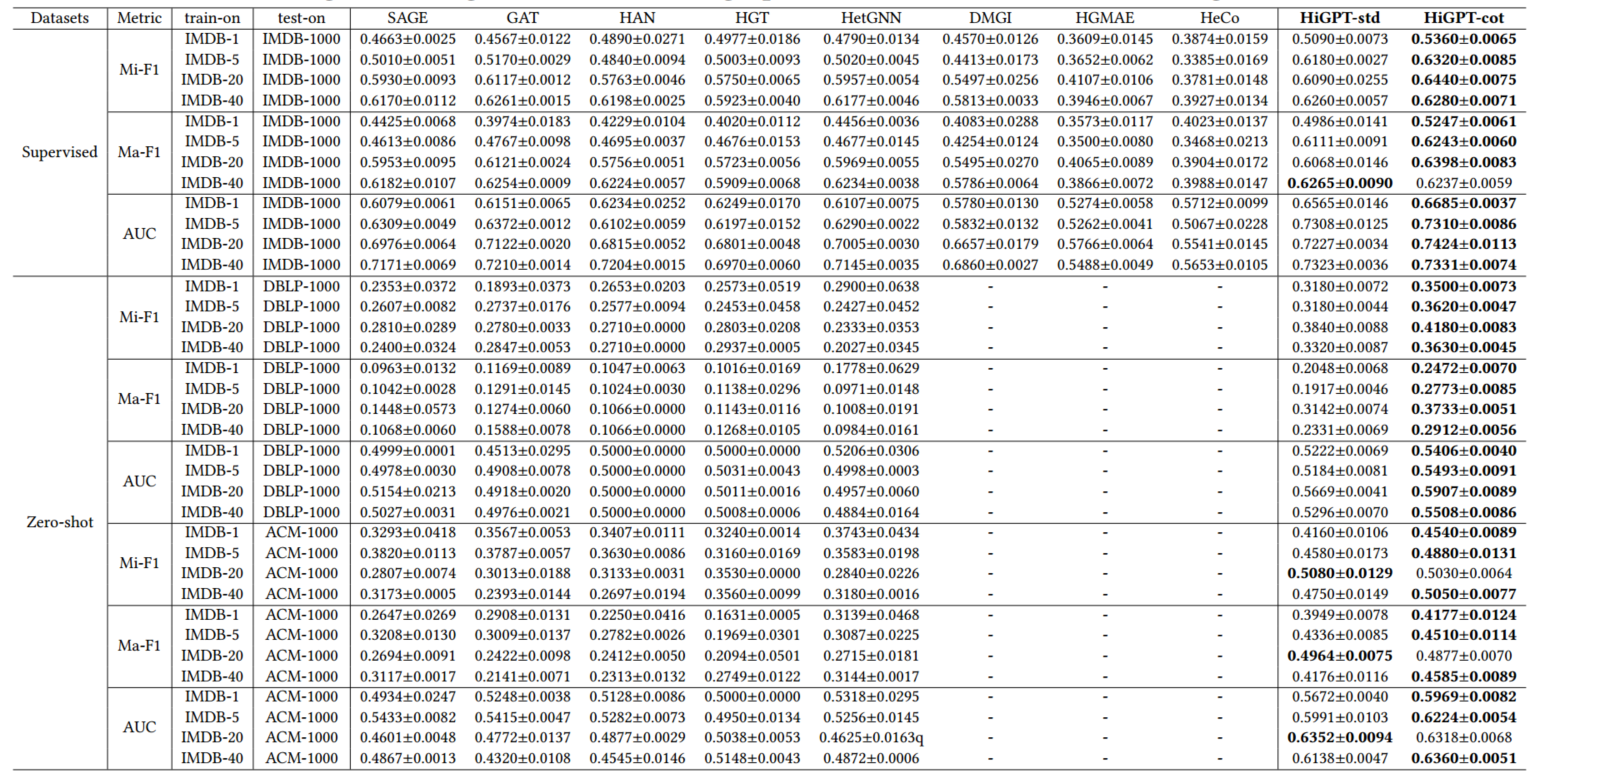 Datasets Metric train-on test-on SAGE GAT HAN HGT HetGNN DMGI HGMAE HeCo HiGPT-std HiGPT-cot
Supervised Mi-F1 IMDB-1 IMDB-1000 0.4663±0.0025 0.4567±0.0122 0.4890±0.0271 0.4977±0.0186 0.4790±0.0134 0.4570±0.0126 0.3609±0.0145 0.3874±0.0159 0.5090±0.0073 0.5360±0.0065
IMDB-5 IMDB-1000 0.5010±0.0051 0.5170±0.0029 0.4840±0.0094 0.5003±0.0093 0.5020±0.0045 0.4413±0.0173 0.3652±0.0062 0.3385±0.0169 0.6180±0.0027 0.6320±0.0085
IMDB-20 IMDB-1000 0.5930±0.0093 0.6117±0.0012 0.5763±0.0046 0.5750±0.0065 0.5957±0.0054 0.5497±0.0256 0.4107±0.0106 0.3781±0.0148 0.6090±0.0255 0.6440±0.0075
IMDB-40 IMDB-1000 0.6170±0.0112 0.6261±0.0015 0.6198±0.0025 0.5923±0.0040 0.6177±0.0046 0.5813±0.0033 0.3946±0.0067 0.3927±0.0134 0.6260±0.0057 0.6280±0.0071
Ma-F1 IMDB-1 IMDB-1000 0.4425±0.0068 0.3974±0.0183 0.4229±0.0104 0.4020±0.0112 0.4456±0.0036 0.4083±0.0288 0.3573±0.0117 0.4023±0.0137 0.4986±0.0141 0.5247±0.0061
IMDB-5 IMDB-1000 0.4613±0.0086 0.4767±0.0098 0.4695±0.0037 0.4676±0.0153 0.4677±0.0145 0.4254±0.0124 0.3500±0.0080 0.3468±0.0213 0.6111±0.0091 0.6243±0.0060
IMDB-20 IMDB-1000 0.5953±0.0095 0.6121±0.0024 0.5756±0.0051 0.5723±0.0056 0.5969±0.0055 0.5495±0.0270 0.4065±0.0089 0.3904±0.0172 0.6068±0.0146 0.6398±0.0083
IMDB-40 IMDB-1000 0.6182±0.0107 0.6254±0.0009 0.6224±0.0057 0.5909±0.0068 0.6234±0.0038 0.5786±0.0064 0.3866±0.0072 0.3988±0.0147 0.6265±0.0090 0.6237±0.0059
AUC IMDB-1 IMDB-1000 0.6079±0.0061 0.6151±0.0065 0.6234±0.0252 0.6249±0.0170 0.6107±0.0075 0.5780±0.0130 0.5274±0.0058 0.5712±0.0099 0.6565±0.0146 0.6685±0.0037
IMDB-5 IMDB-1000 0.6309±0.0049 0.6372±0.0012 0.6102±0.0059 0.6197±0.0152 0.6290±0.0022 0.5832±0.0132 0.5262±0.0041 0.5067±0.0228 0.7308±0.0125 0.7310±0.0086
IMDB-20 IMDB-1000 0.6976±0.0064 0.7122±0.0020 0.6815±0.0052 0.6801±0.0048 0.7005±0.0030 0.6657±0.0179 0.5766±0.0064 0.5541±0.0145 0.7227±0.0034 0.7424±0.0113
IMDB-40 IMDB-1000 0.7171±0.0069 0.7210±0.0014 0.7204±0.0015 0.6970±0.0060 0.7145±0.0035 0.6860±0.0027 0.5488±0.0049 0.5653±0.0105 0.7323±0.0036 0.7331±0.0074
Zero-shot Mi-F1 IMDB-1 DBLP-1000 0.2353±0.0372 0.1893±0.0373 0.2653±0.0203 0.2573±0.0519 0.2900±0.0638 - - - 0.3180±0.0072 0.3500±0.0073
IMDB-5 DBLP-1000 0.2607±0.0082 0.2737±0.0176 0.2577±0.0094 0.2453±0.0458 0.2427±0.0452 - - - 0.3180±0.0044 0.3620±0.0047
IMDB-20 DBLP-1000 0.2810±0.0289 0.2780±0.0033 0.2710±0.0000 0.2803±0.0208 0.2333±0.0353 - - - 0.3840±0.0088 0.4180±0.0083
IMDB-40 DBLP-1000 0.2400±0.0324 0.2847±0.0053 0.2710±0.0000 0.2937±0.0005 0.2027±0.0345 - - - 0.3320±0.0087 0.3630±0.0045
Ma-F1 IMDB-1 DBLP-1000 0.0963±0.0132 0.1169±0.0089 0.1047±0.0063 0.1016±0.0169 0.1778±0.0629 - - - 0.2048±0.0068 0.2472±0.0070
IMDB-5 DBLP-1000 0.1042±0.0028 0.1291±0.0145 0.1024±0.0030 0.1138±0.0296 0.0971±0.0148 - - - 0.1917±0.0046 0.2773±0.0085
IMDB-20 DBLP-1000 0.1448±0.0573 0.1274±0.0060 0.1066±0.0000 0.1143±0.0116 0.1008±0.0191 - - - 0.3142±0.0074 0.3733±0.0051
IMDB-40 DBLP-1000 0.1068±0.0060 0.1588±0.0078 0.1066±0.0000 0.1268±0.0105 0.0984±0.0161 - - - 0.2331±0.0069 0.2912±0.0056
AUC IMDB-1 DBLP-1000 0.4999±0.0001 0.4513±0.0295 0.5000±0.0000 0.5000±0.0000 0.5206±0.0306 - - - 0.5222±0.0069 0.5406±0.0040
IMDB-5 DBLP-1000 0.4978±0.0030 0.4908±0.0078 0.5000±0.0000 0.5031±0.0043 0.4998±0.0003 - - - 0.5184±0.0081 0.5493±0.0091
IMDB-20 DBLP-1000 0.5154±0.0213 0.4918±0.0020 0.5000±0.0000 0.5011±0.0016 0.4957±0.0060 - - - 0.5669±0.0041 0.5907±0.0089
IMDB-40 DBLP-1000 0.5027±0.0031 0.4976±0.0021 0.5000±0.0000 0.5008±0.0006 0.4884±0.0164 - - - 0.5296±0.0070 0.5508±0.0086
Mi-F1 IMDB-1 ACM-1000 0.3293±0.0418 0.3567±0.0053 0.3407±0.0111 0.3240±0.0014 0.3743±0.0434 - - - 0.4160±0.0106 0.4540±0.0089
IMDB-5 ACM-1000 0.3820±0.0113 0.3787±0.0057 0.3630±0.0086 0.3160±0.0169 0.3583±0.0198 - - - 0.4580±0.0173 0.4880±0.0131
IMDB-20 ACM-1000 0.2807±0.0074 0.3013±0.0188 0.3133±0.0031 0.3530±0.0000 0.2840±0.0226 - - - 0.5080±0.0129 0.5030±0.0064
IMDB-40 ACM-1000 0.3173±0.0005 0.2393±0.0144 0.2697±0.0194 0.3560±0.0099 0.3180±0.0016 - - - 0.4750±0.0149 0.5050±0.0077
Ma-F1 IMDB-1 ACM-1000 0.2647±0.0269 0.2908±0.0131 0.2250±0.0416 0.1631±0.0005 0.3139±0.0468 - - - 0.3949±0.0078 0.4177±0.0124
IMDB-5 ACM-1000 0.3208±0.0130 0.3009±0.0137 0.2782±0.0026 0.1969±0.0301 0.3087±0.0225 - - - 0.4336±0.0085 0.4510±0.0114
IMDB-20 ACM-1000 0.2694±0.0091 0.2422±0.0098 0.2412±0.0050 0.2094±0.0501 0.2715±0.0181 - - - 0.4964±0.0075 0.4877±0.0070
IMDB-40 ACM-1000 0.3117±0.0017 0.2141±0.0071 0.2313±0.0132 0.2749±0.0122 0.3144±0.0017 - - - 0.4176±0.0116 0.4585±0.0089
AUC IMDB-1 ACM-1000 0.4934±0.0247 0.5248±0.0038 0.5128±0.0086 0.5000±0.0000 0.5318±0.0295 - - - 0.5672±0.0040 0.5969±0.0082
IMDB-5 ACM-1000 0.5433±0.0082 0.5415±0.0047 0.5282±0.0073 0.4950±0.0134 0.5256±0.0145 - - - 0.5991±0.0103 0.6224±0.0054
IMDB-20 ACM-1000 0.4601±0.0048 0.4772±0.0137 0.4877±0.0029 0.5038±0.0053 0.4625±0.0163q - - - 0.6352±0.0094 0.6318±0.0068
IMDB-40 ACM-1000 0.4867±0.0013 0.4320±0.0108 0.4545±0.0146 0.5148±0.0043 0.4872±0.0006 - - - 0.6138±0.0047 0.6360±0.0051